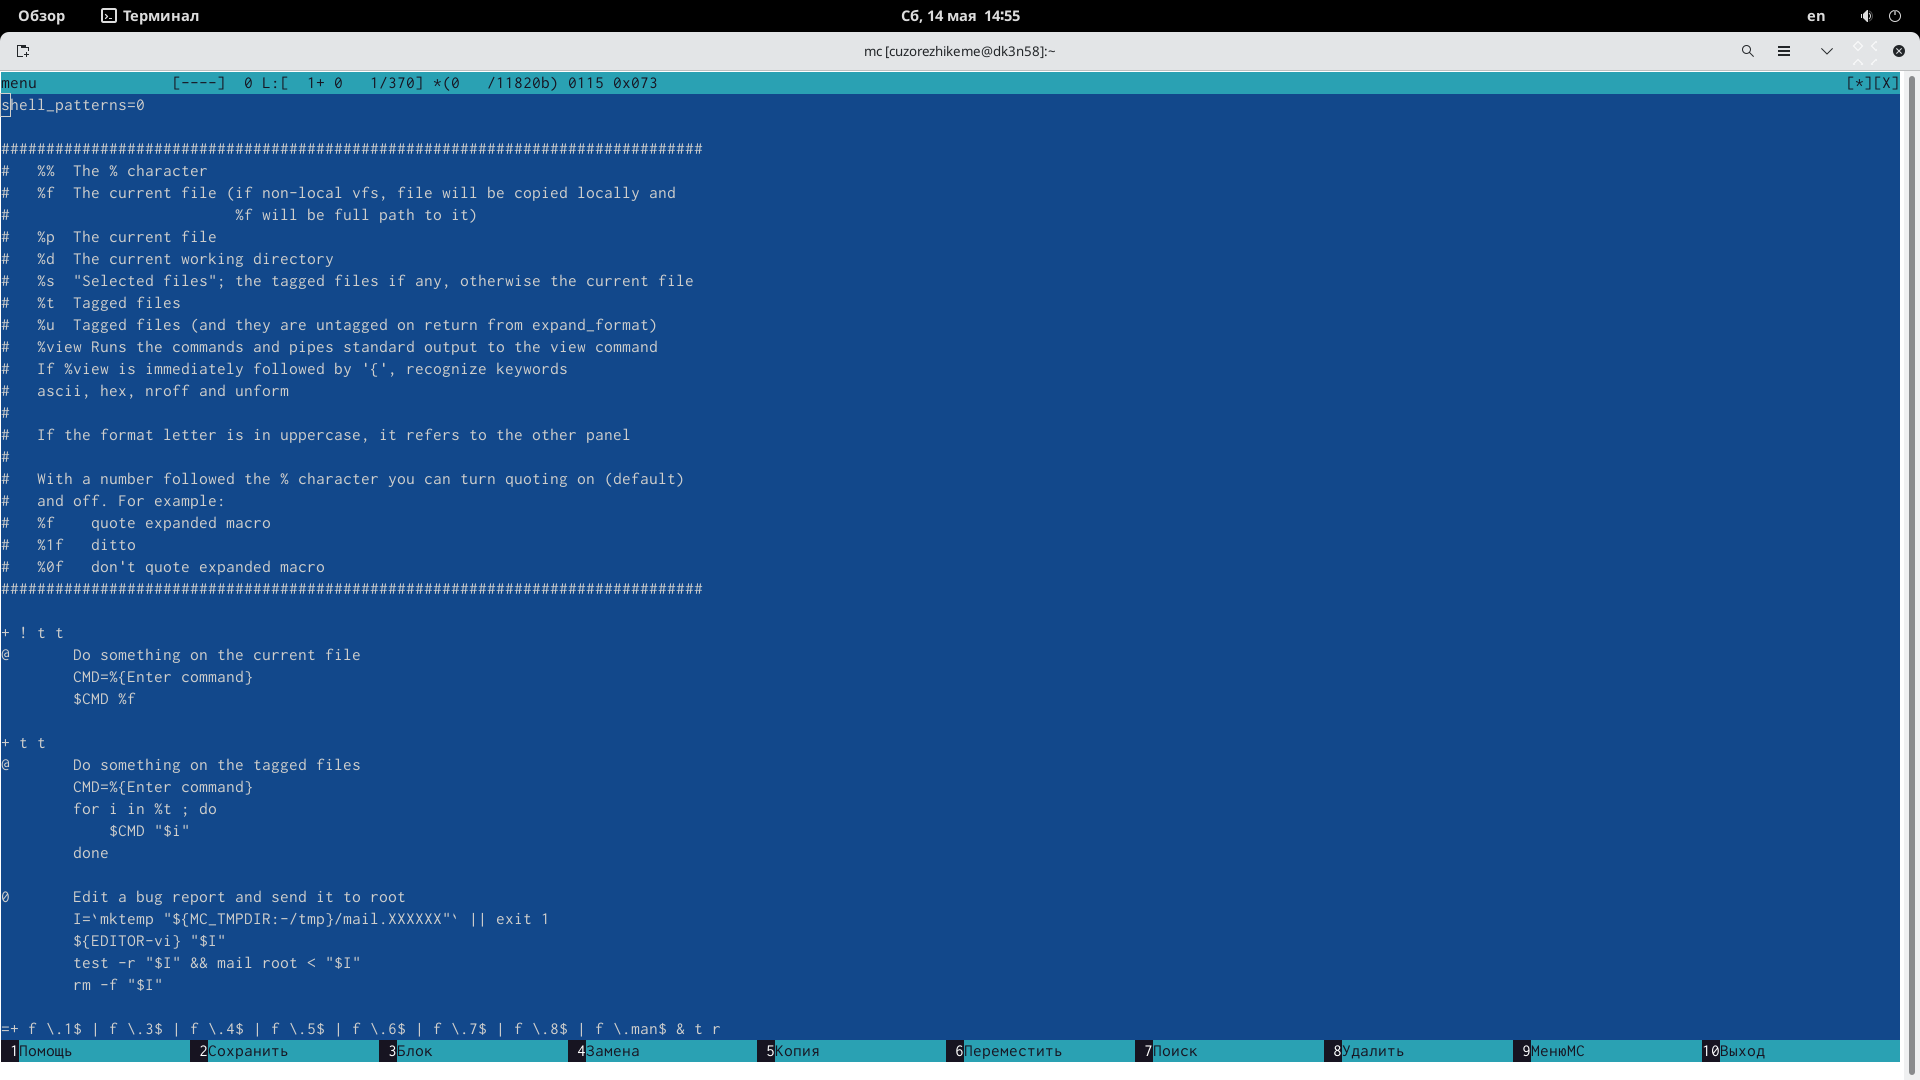 Обзор Терминал Сб, 14 мая 14:55 en
mc [cuzorezhikeme@dk3n58]:~
menu [----] 0 L:[ 1+ 0 1/370] *(0 /11820b) 0115 0x073 [*][X]
shell_patterns=0
##############################################################################
# %% The % character
# %f The current file (if non-local vfs, file will be copied locally and
# %f will be full path to it)
# %p The current file
# %d The current working directory
# %s "Selected files"; the tagged files if any, otherwise the current file
# %t Tagged files
# %u Tagged files (and they are untagged on return from expand_format)
# %view Runs the commands and pipes standard output to the view command
# If %view is immediately followed by '{', recognize keywords
# ascii, hex, nroff and unform
#
# If the format letter is in uppercase, it refers to the other panel
#
# With a number followed the % character you can turn quoting on (default)
# and off. For example:
# %f quote expanded macro
# %1f ditto
# %0f don't quote expanded macro
##############################################################################
+ ! t t
@ Do something on the current file
CMD=%{Enter command}
$CMD %f
+ t t
@ Do something on the tagged files
CMD=%{Enter command}
for i in %t ; do
$CMD "$i"
done
0 Edit a bug report and send it to root
I=`mktemp "${MC_TMPDIR:-/tmp}/mail.XXXXXX"` || exit 1
${EDITOR-vi} "$I"
test -r "$I" && mail root < "$I"
rm -f "$I"
=+ f \.1$ | f \.3$ | f \.4$ | f \.5$ | f \.6$ | f \.7$ | f \.8$ | f \.man$ & t r
1Помощь 2Сохранить 3Блок 4Замена 5Копия 6Переместить 7Поиск 8Удалить 9МенюMC 10Выход